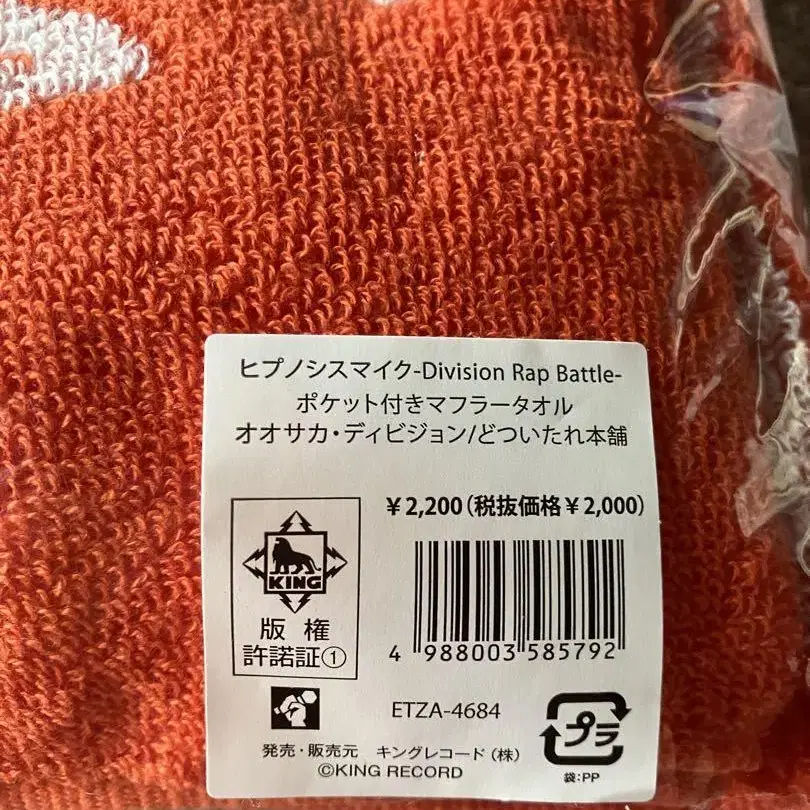 ヒプノシスマイク-Division Rap Battle-
ポケット付きマフラータオル
オオサカ・ディビジョン/どついたれ本舗
¥2,200(税抜価格¥2,000)
KING
版権
許諾証①
4 988003 585792
ETZA-4684
プラ
袋:PP
発売・販売元 キングレコード(株)
©KING RECORD